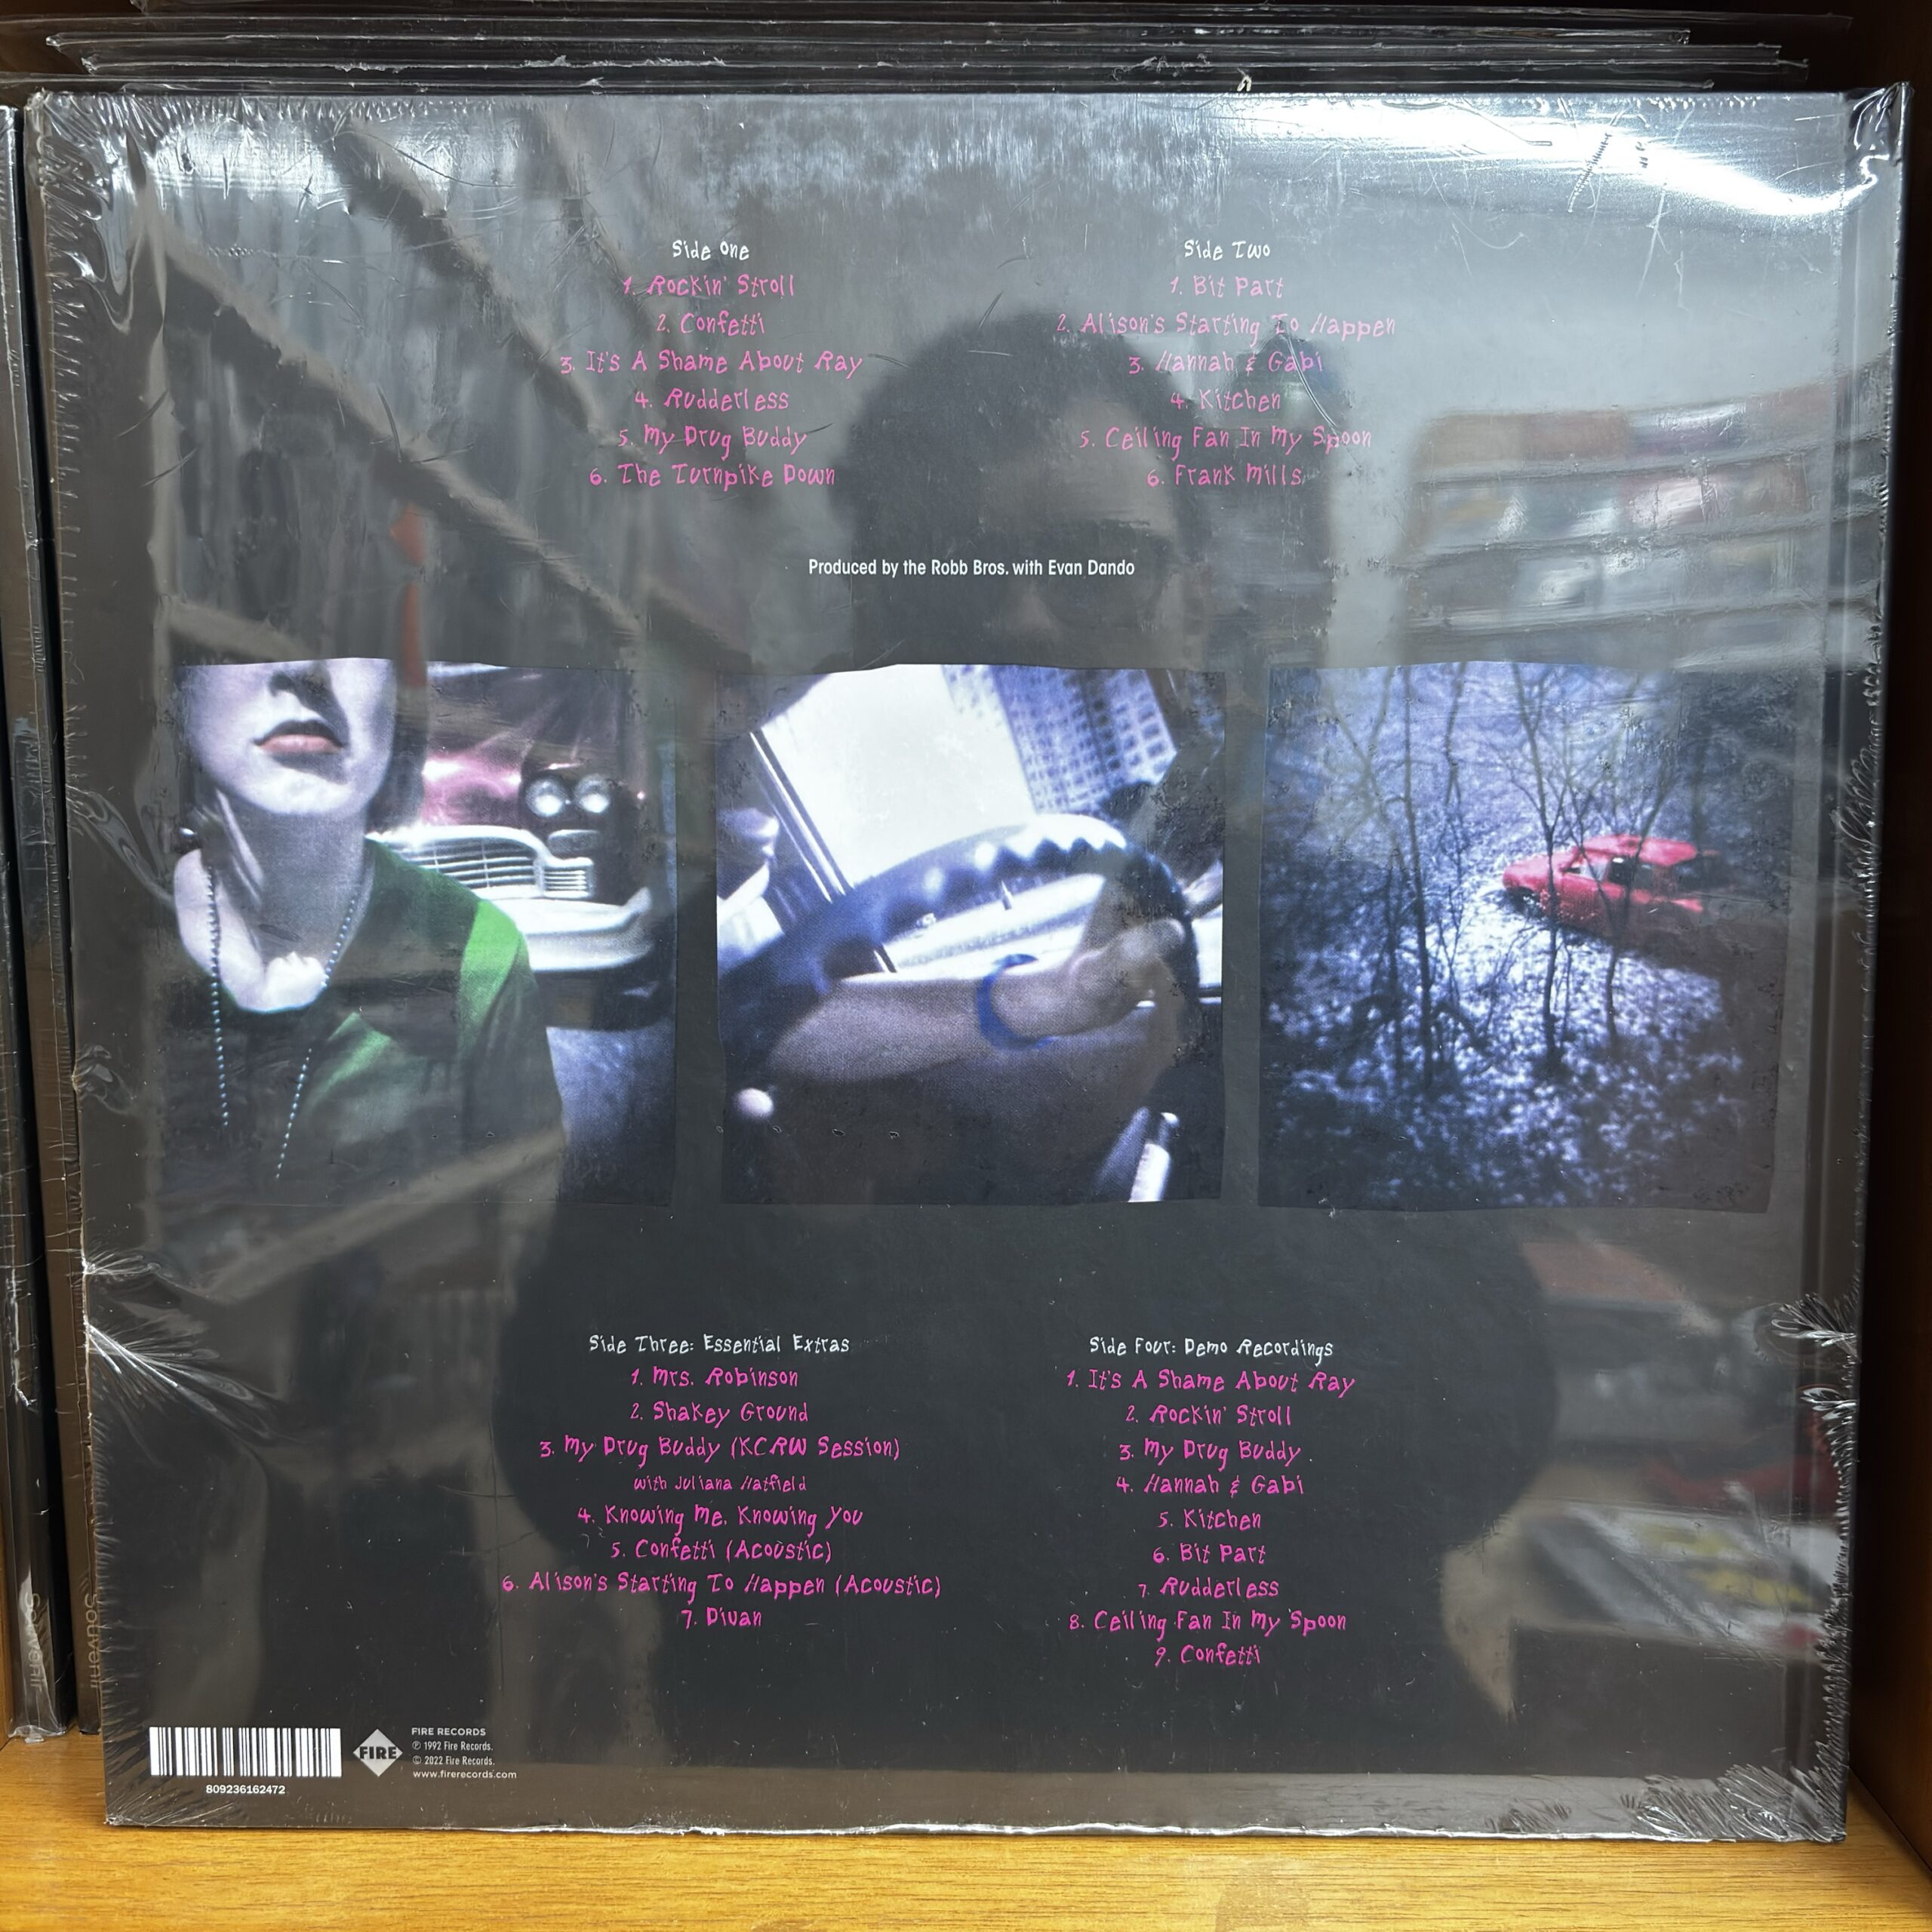 Side One
1. Rockin' Stroll
2. Confetti
3. It's A Shame About Ray
4. Rudderless
5. My Drug Buddy
6. The Turnpike Down
Side Two
1. Bit Part
2. Alison's Starting To Happen
3. Hannah & Gabi
4. Kitchen
5. Ceiling Fan In My Spoon
6. Frank Mills
Produced by the Robb Bros. with Evan Dando
Side Three: Essential Extras
1. Mrs. Robinson
2. Shakey Ground
3. My Drug Buddy (KCRW Session)
with Juliana Hatfield
4. Knowing Me, Knowing You
5. Confetti (Acoustic)
6. Alison's Starting To Happen (Acoustic)
7. Divan
Side Four: Demo Recordings
1. It's A Shame About Ray
2. Rockin' Stroll
3. My Drug Buddy
4. Hannah & Gabi
5. Kitchen
6. Bit Part
7. Rudderless
8. Ceiling Fan In My Spoon
9. Confetti
809236162472
FIRE
FIRE RECORDS
℗ 1992 Fire Records.
© 2022 Fire Records.
www.firerecords.com
Souvenir
Souvenir